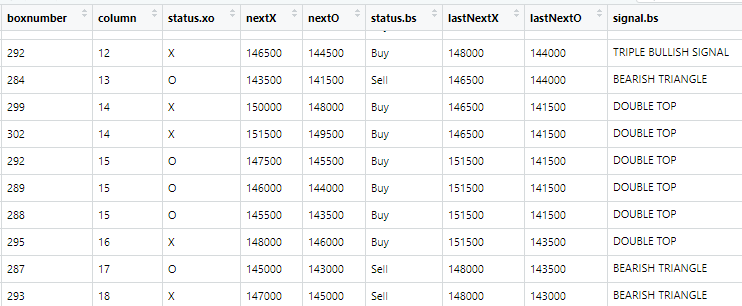 boxnumber column status.xo nextX nextO status.bs lastNextX lastNextO signal.bs
292 12 X 146500 144500 Buy 148000 144000 TRIPLE BULLISH SIGNAL
284 13 O 143500 141500 Sell 146500 144000 BEARISH TRIANGLE
299 14 X 150000 148000 Buy 146500 141500 DOUBLE TOP
302 14 X 151500 149500 Buy 146500 141500 DOUBLE TOP
292 15 O 147500 145500 Buy 151500 141500 DOUBLE TOP
289 15 O 146000 144000 Buy 151500 141500 DOUBLE TOP
288 15 O 145500 143500 Buy 151500 141500 DOUBLE TOP
295 16 X 148000 146000 Buy 151500 143500 DOUBLE TOP
287 17 O 145000 143000 Sell 148000 143500 BEARISH TRIANGLE
293 18 X 147000 145000 Sell 148000 143000 BEARISH TRIANGLE